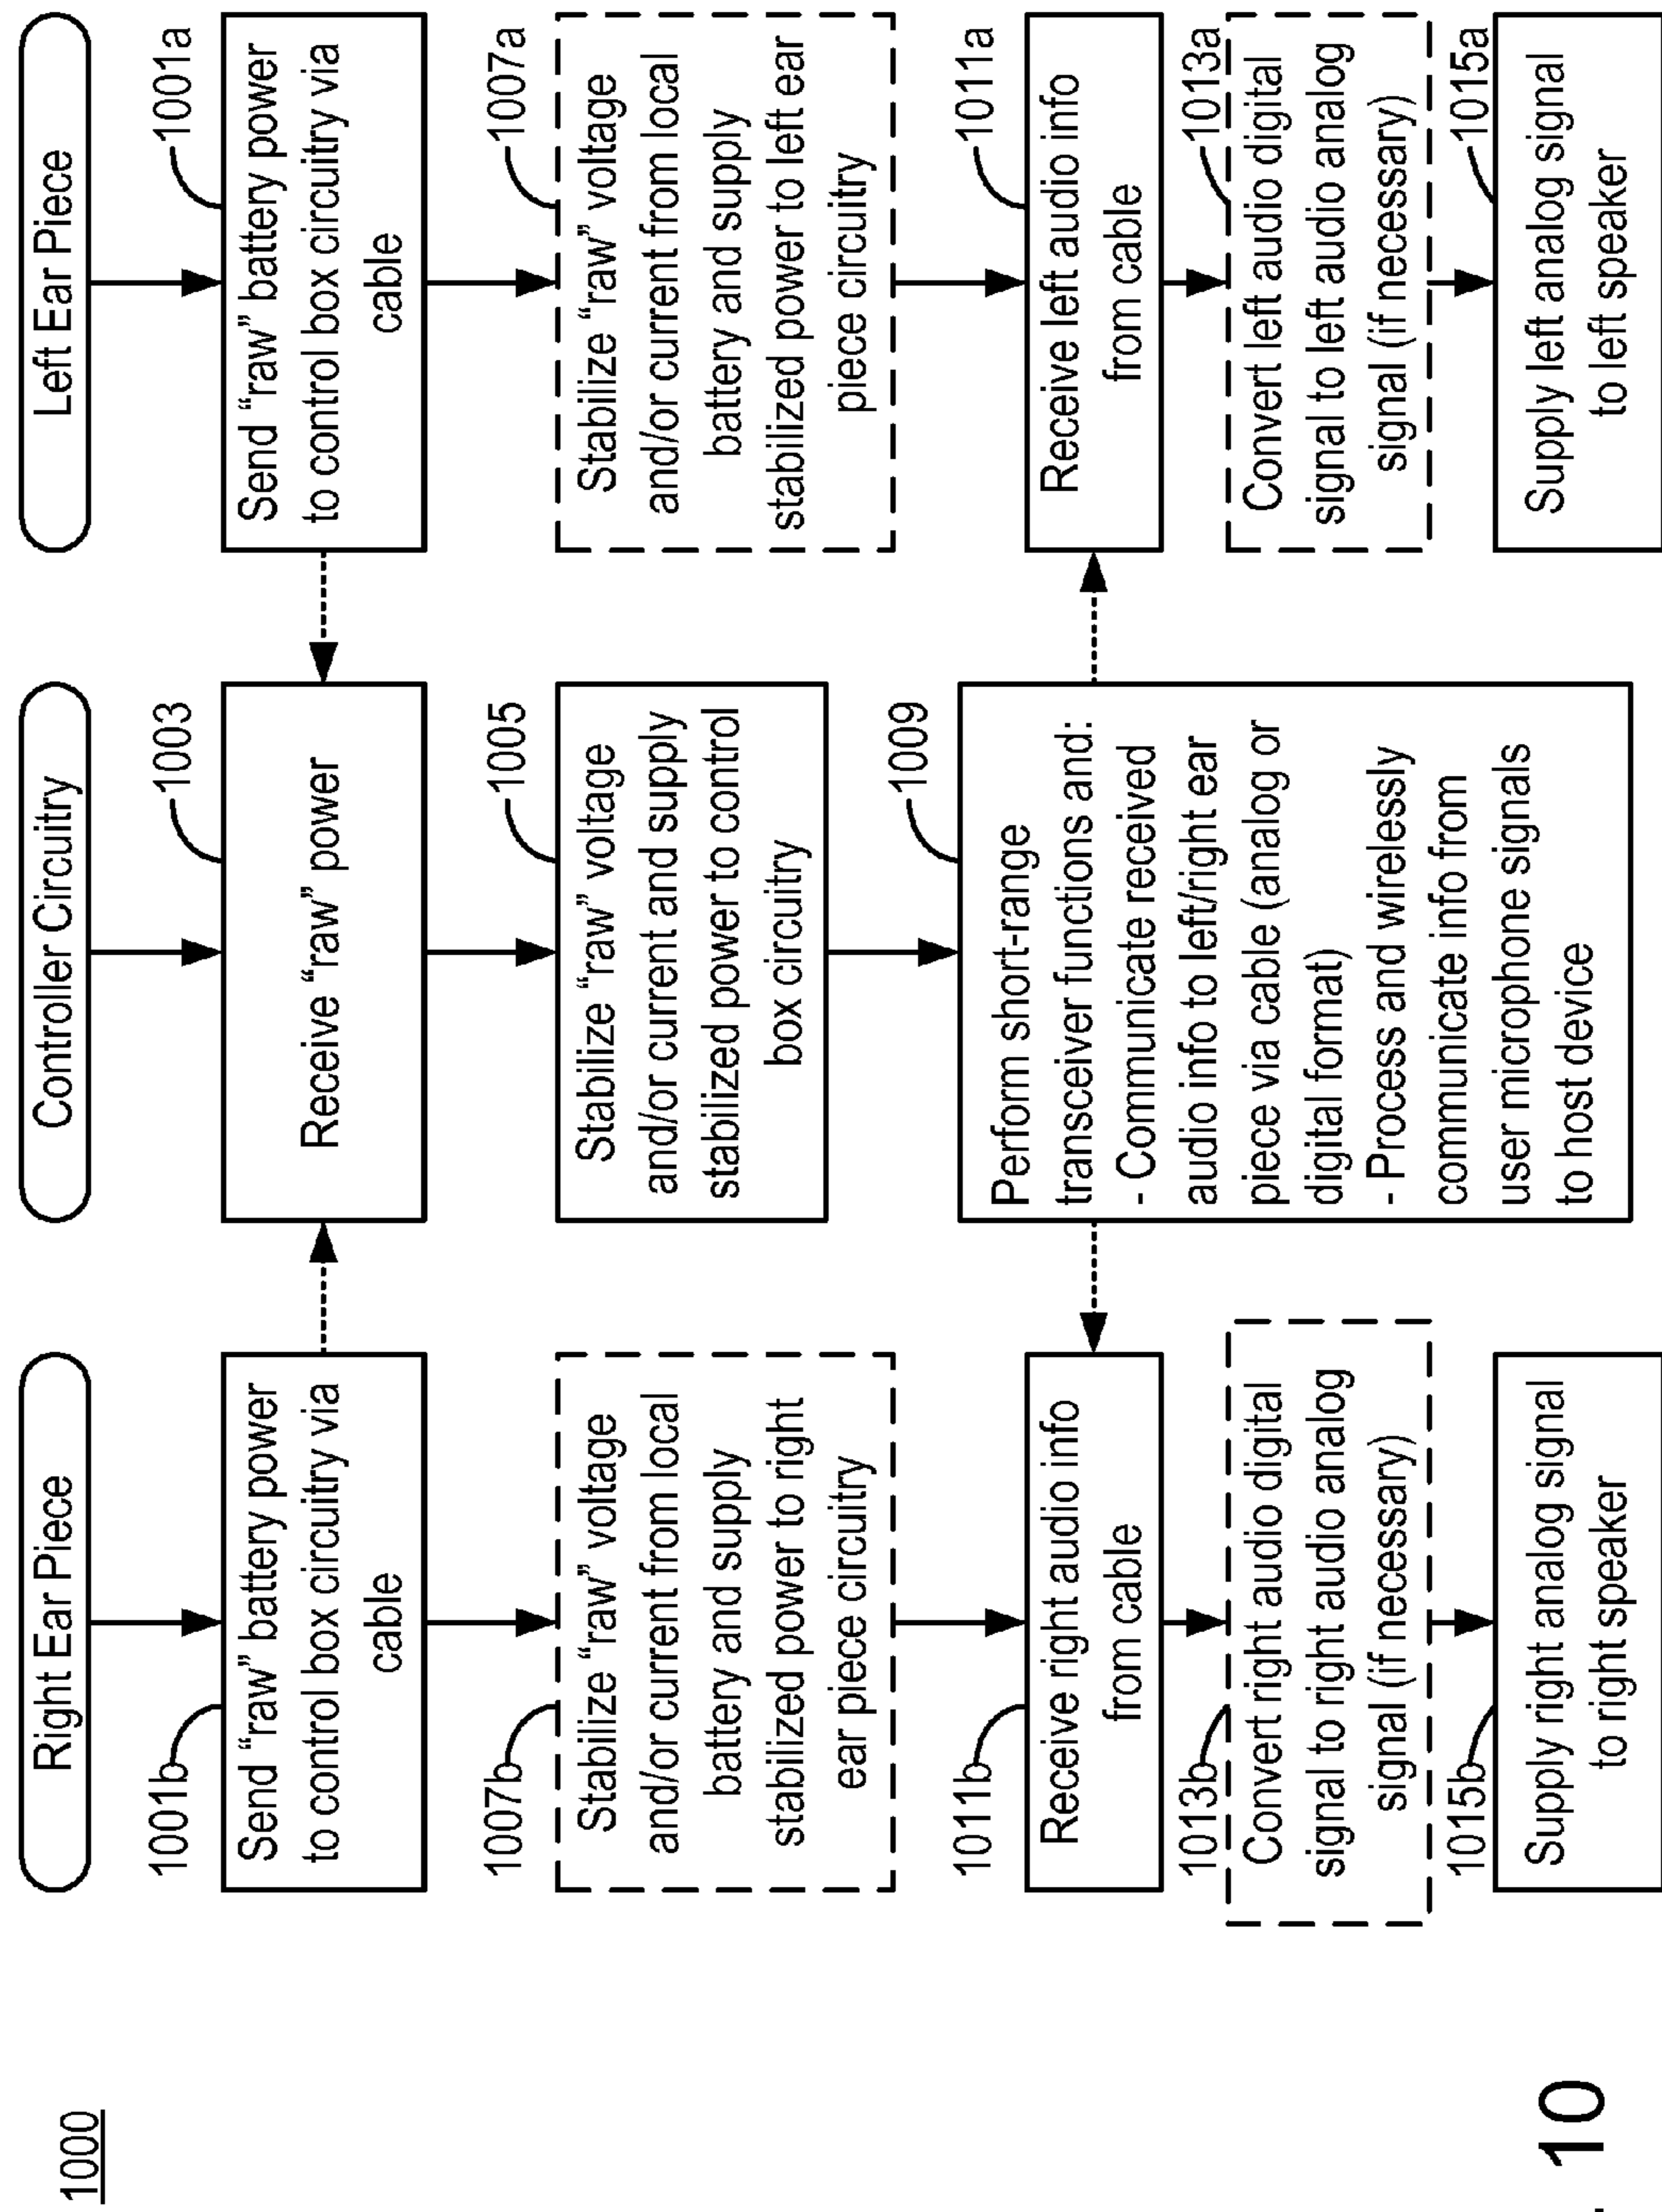 1000
Right Ear Piece
1001b
Send “raw” battery power
to control box circuitry via
cable
1007b
Stabilize “raw” voltage
and/or current from local
battery and supply
stabilized power to right
ear piece circuitry
1011b
Receive right audio info
from cable
1013b
Convert right audio digital
signal to right audio analog
signal (if necessary)
1015b
Supply right analog signal
to right speaker
Controller Circuitry
1003
Receive “raw” power
1005
Stabilize “raw” voltage
and/or current and supply
stabilized power to control
box circuitry
1009
Perform short-range
transceiver functions and:
- Communicate received
audio info to left/right ear
piece via cable (analog or
digital format)
- Process and wirelessly
communicate info from
user microphone signals
to host device
Left Ear Piece
1001a
Send “raw” battery power
to control box circuitry via
cable
1007a
Stabilize “raw” voltage
and/or current from local
battery and supply
stabilized power to left ear
piece circuitry
1011a
Receive left audio info
from cable
1013a
Convert left audio digital
signal to left audio analog
signal (if necessary)
1015a
Supply left analog signal
to left speaker
10